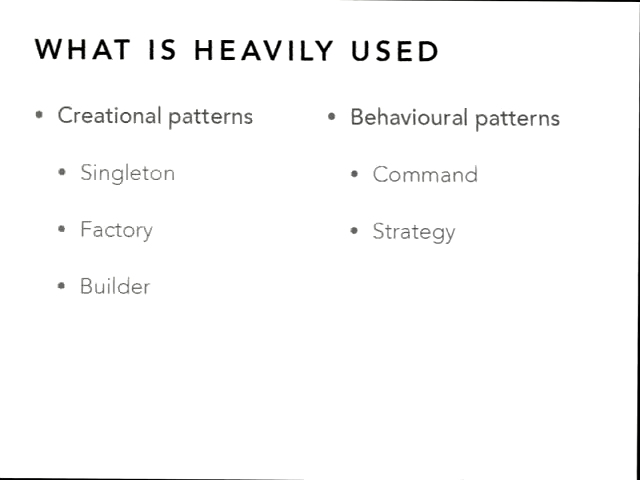 WHAT IS HEAVILY USED
• Creational patterns
• Singleton
• Factory
• Builder
• Behavioural patterns
• Command
• Strategy